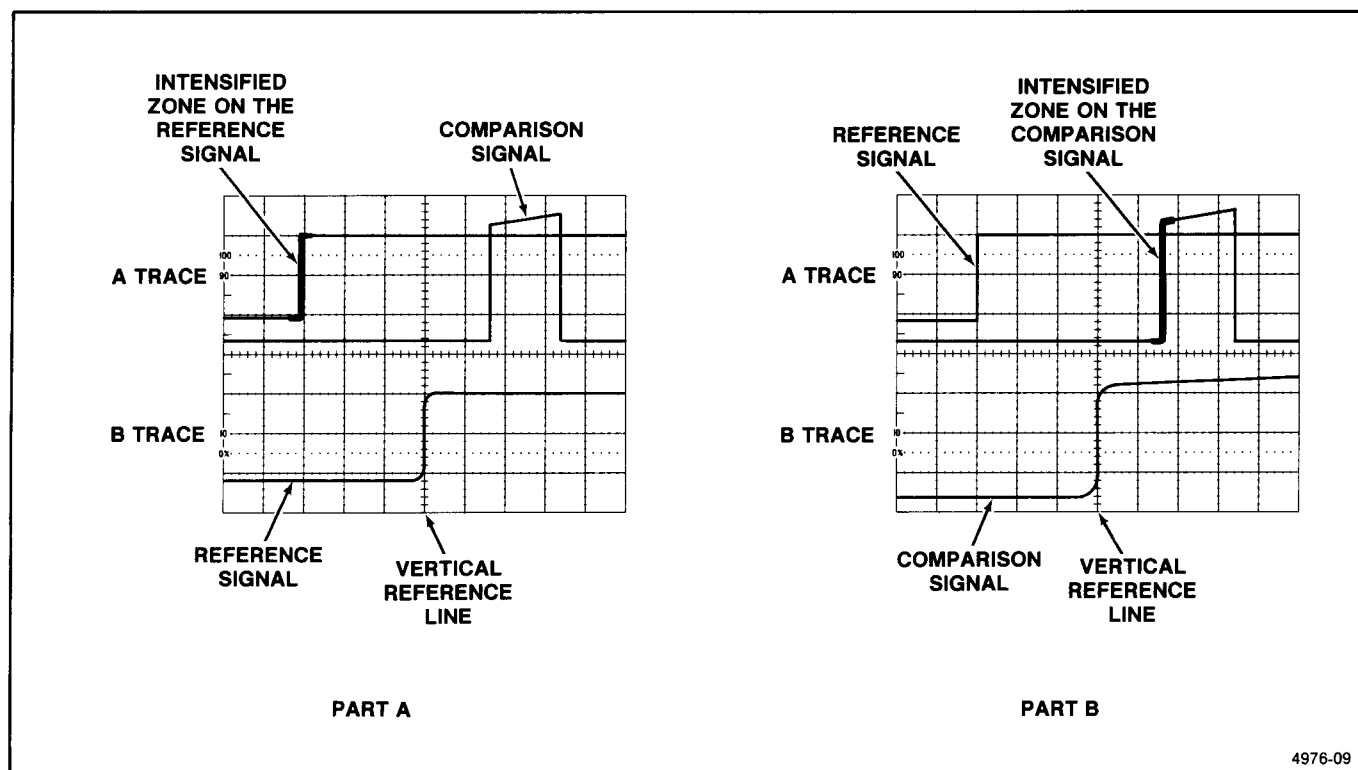 INTENSIFIED
ZONE ON THE
REFERENCE
SIGNAL
COMPARISON
SIGNAL
A TRACE
100
90
B TRACE
10
0%
REFERENCE
SIGNAL
VERTICAL
REFERENCE
LINE
PART A
REFERENCE
SIGNAL
INTENSIFIED
ZONE ON THE
COMPARISON
SIGNAL
A TRACE
100
90
B TRACE
10
0%
COMPARISON
SIGNAL
VERTICAL
REFERENCE
LINE
PART B
4976-09